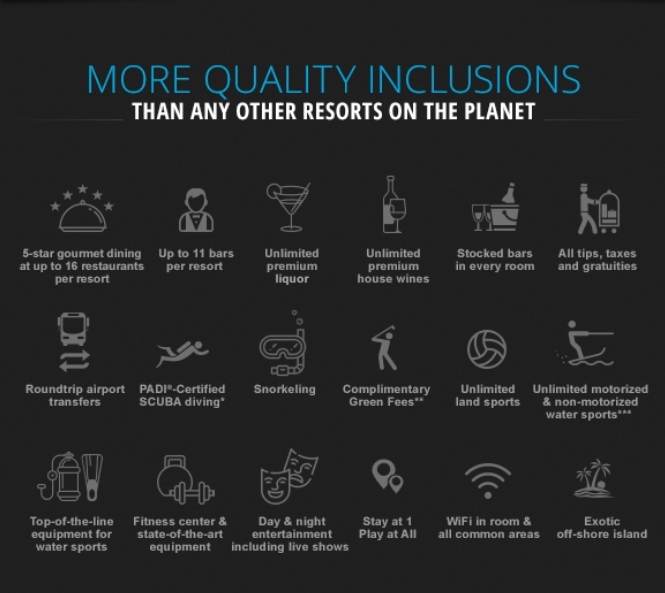 MORE QUALITY INCLUSIONS
THAN ANY OTHER RESORTS ON THE PLANET
5-star gourmet dining
at up to 16 restaurants
per resort
Up to 11 bars
per resort
Unlimited
premium
liquor
Unlimited
premium
house wines
Stocked bars
in every room
All tips, taxes
and gratuities
Roundtrip airport
transfers
PADI®-Certified
SCUBA diving*
Snorkeling
Complimentary
Green Fees**
Unlimited
land sports
Unlimited motorized
& non-motorized
water sports***
Top-of-the-line
equipment for
water sports
Fitness center &
state-of-the-art
equipment
Day & night
entertainment
including live shows
Stay at 1
Play at All
WiFi in room &
all common areas
Exotic
off-shore island